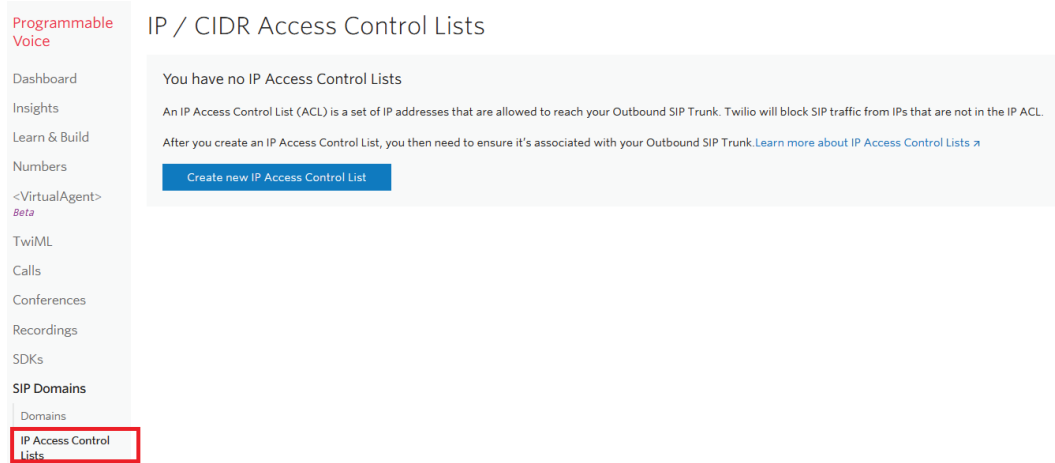 Programmable
Voice
Dashboard
Insights
Learn & Build
Numbers
<VirtualAgent>
Beta
TwiML
Calls
Conferences
Recordings
SDKs
SIP Domains
Domains
IP Access Control
Lists
IP / CIDR Access Control Lists
You have no IP Access Control Lists
An IP Access Control List (ACL) is a set of IP addresses that are allowed to reach your Outbound SIP Trunk. Twilio will block SIP traffic from IPs that are not in the IP ACL.
After you create an IP Access Control List, you then need to ensure it's associated with your Outbound SIP Trunk.Learn more about IP Access Control Lists ↗
Create new IP Access Control List